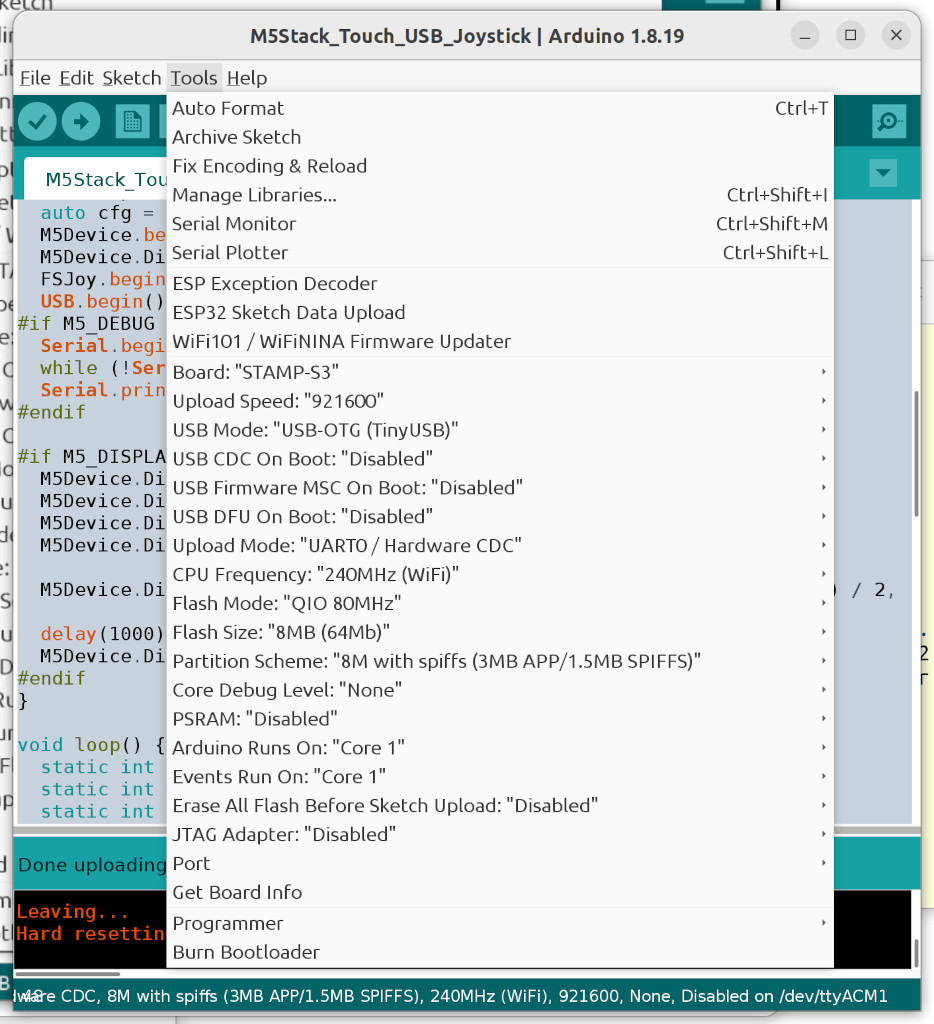 M5Stack_Touch_USB_Joystick | Arduino 1.8.19
File Edit Sketch Tools Help
Auto Format Ctrl+T
Archive Sketch
Fix Encoding & Reload
Manage Libraries... Ctrl+Shift+I
Serial Monitor Ctrl+Shift+M
Serial Plotter Ctrl+Shift+L
ESP Exception Decoder
ESP32 Sketch Data Upload
WiFi101 / WiFiNINA Firmware Updater
Board: "STAMP-S3"
Upload Speed: "921600"
USB Mode: "USB-OTG (TinyUSB)"
USB CDC On Boot: "Disabled"
USB Firmware MSC On Boot: "Disabled"
USB DFU On Boot: "Disabled"
Upload Mode: "UART0 / Hardware CDC"
CPU Frequency: "240MHz (WiFi)"
Flash Mode: "QIO 80MHz"
Flash Size: "8MB (64Mb)"
Partition Scheme: "8M with spiffs (3MB APP/1.5MB SPIFFS)"
Core Debug Level: "None"
PSRAM: "Disabled"
Arduino Runs On: "Core 1"
Events Run On: "Core 1"
Erase All Flash Before Sketch Upload: "Disabled"
JTAG Adapter: "Disabled"
Port
Get Board Info
Programmer
Burn Bootloader
M5Stack_Tou
auto cfg =
M5Device.be
M5Device.Di
FSJoy.begin
USB.begin()
#if M5_DEBUG
Serial.begi
while (!Ser
Serial.prin
#endif
#if M5_DISPLA
M5Device.Di
M5Device.Di
M5Device.Di
M5Device.Di
M5Device.Di ) / 2,
delay(1000)
M5Device.Di
#endif
}
void loop() {
static int
static int
static int
Done uploading
Leaving...
Hard resettin
dware CDC, 8M with spiffs (3MB APP/1.5MB SPIFFS), 240MHz (WiFi), 921600, None, Disabled on /dev/ttyACM1